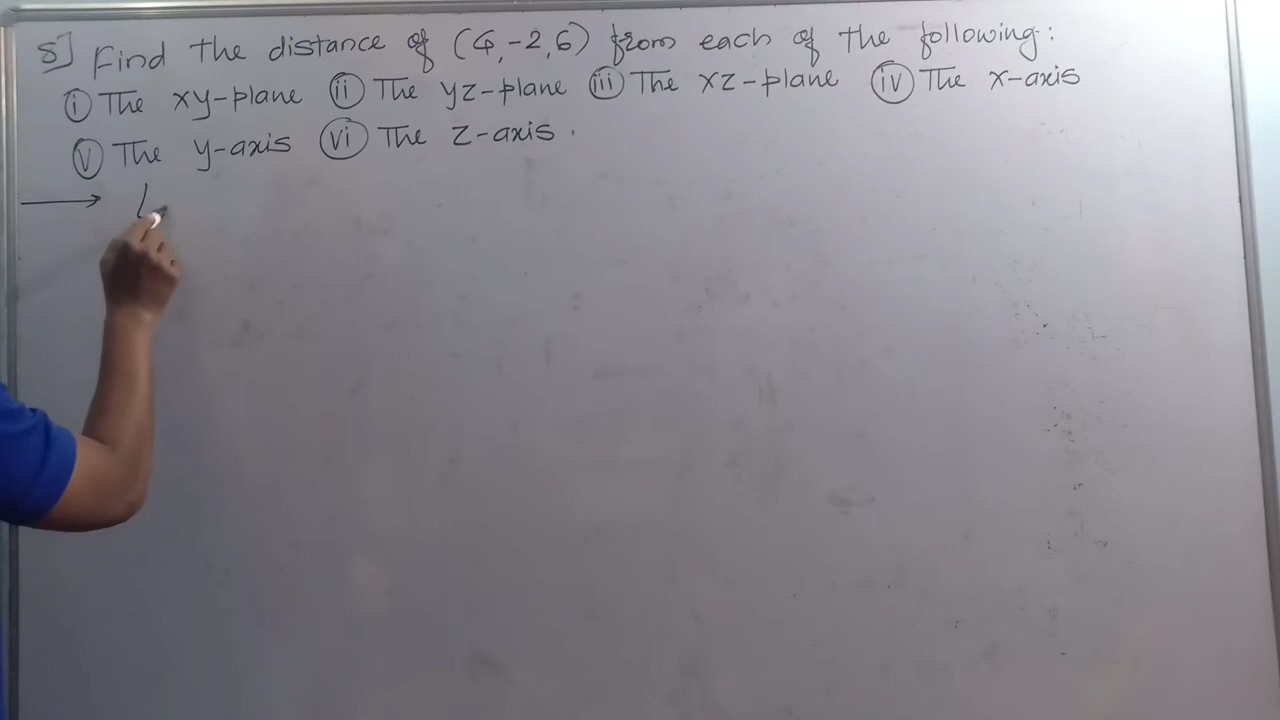 8] Find the distance of (4,-2,6) from each of the following:
(i) The xy-plane (ii) The yz-plane (iii) The xz-plane (iv) The x-axis
(v) The y-axis (vi) The z-axis.